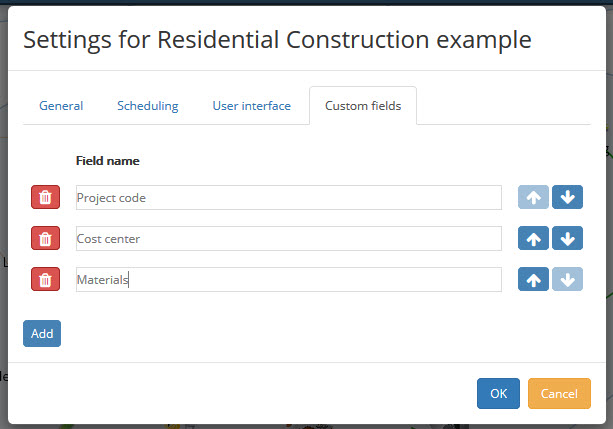 Settings for Residential Construction example
General Scheduling User interface Custom fields
Field name
Project code
Cost center
Materials
Add
OK Cancel